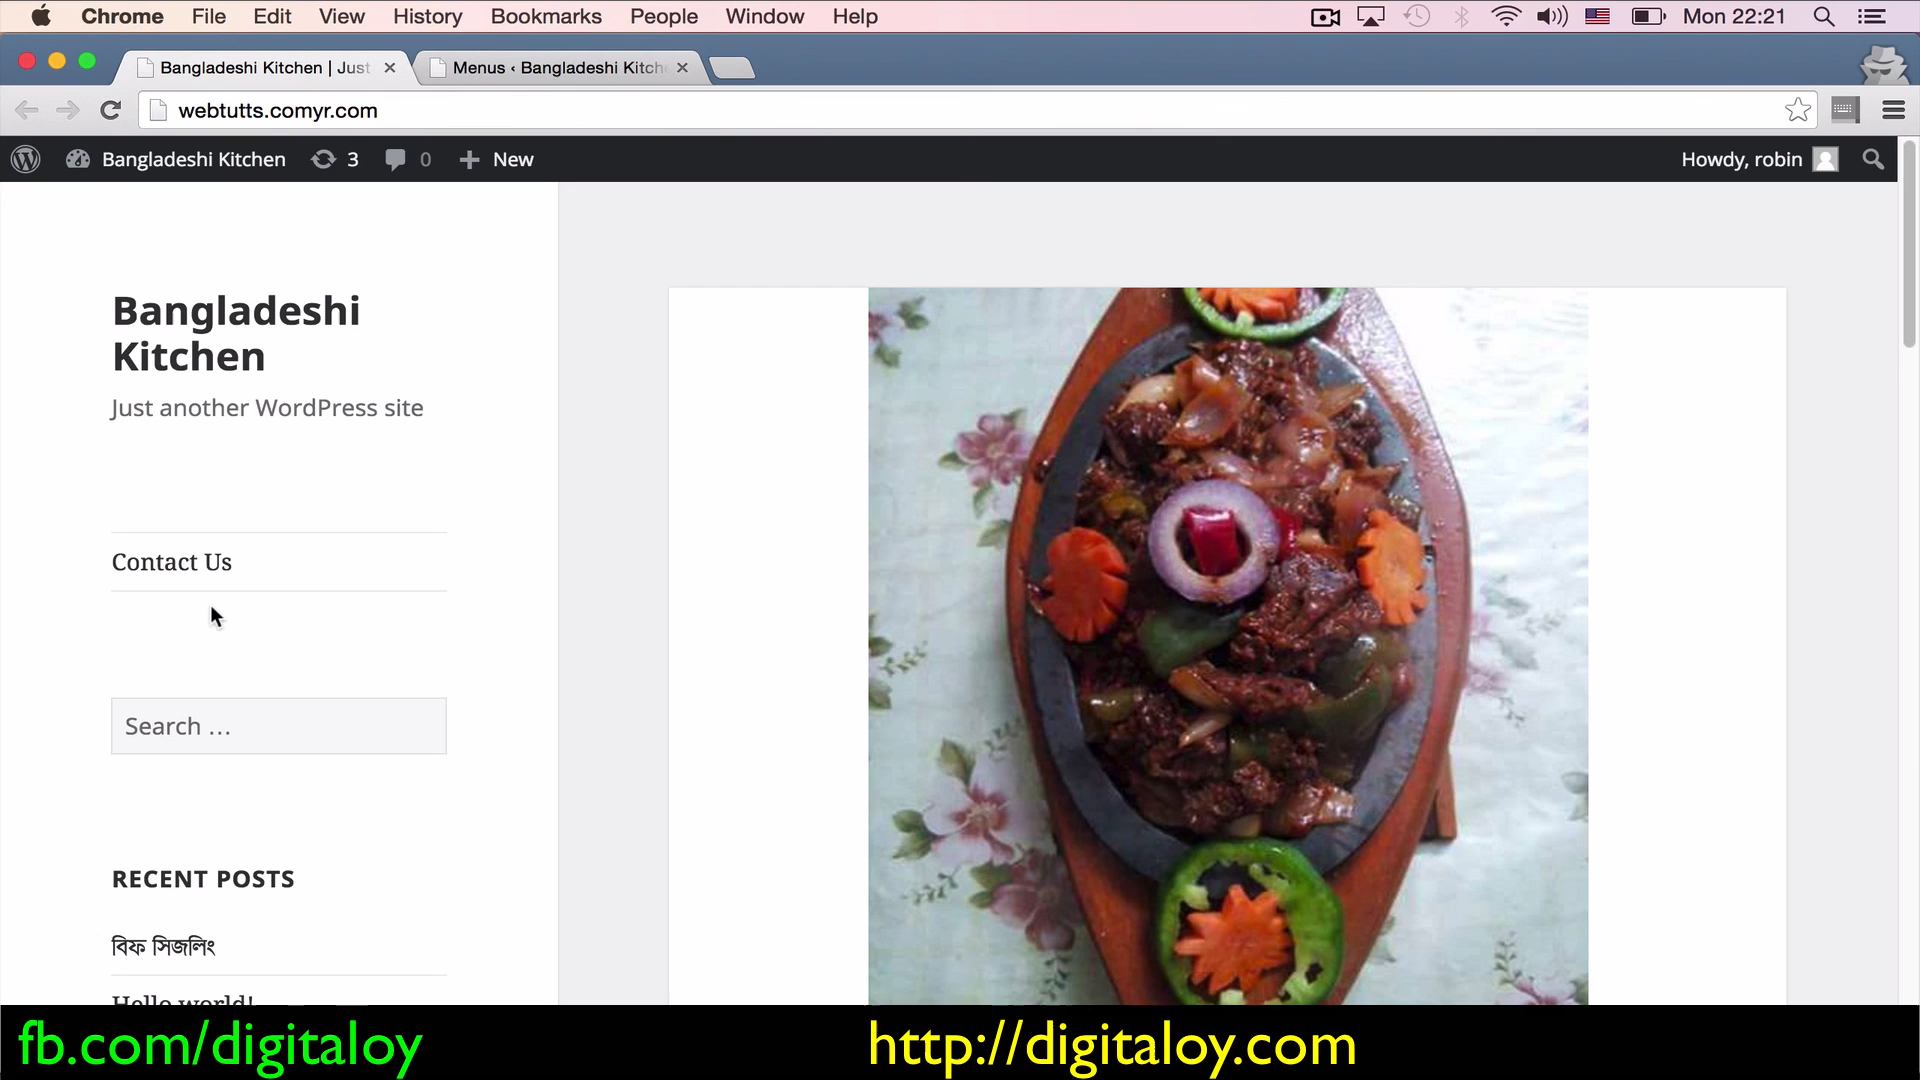 Chrome File Edit View History Bookmarks People Window Help Mon 22:21
Bangladeshi Kitchen | Just
Menus ‹ Bangladeshi Kitch
webtutts.comyr.com
Bangladeshi Kitchen 3 0 New Howdy, robin
Bangladeshi
Kitchen
Just another WordPress site
Contact Us
Search ...
RECENT POSTS
বিফ সিজলিং
Hello world!
fb.com/digitaloy
http://digitaloy.com